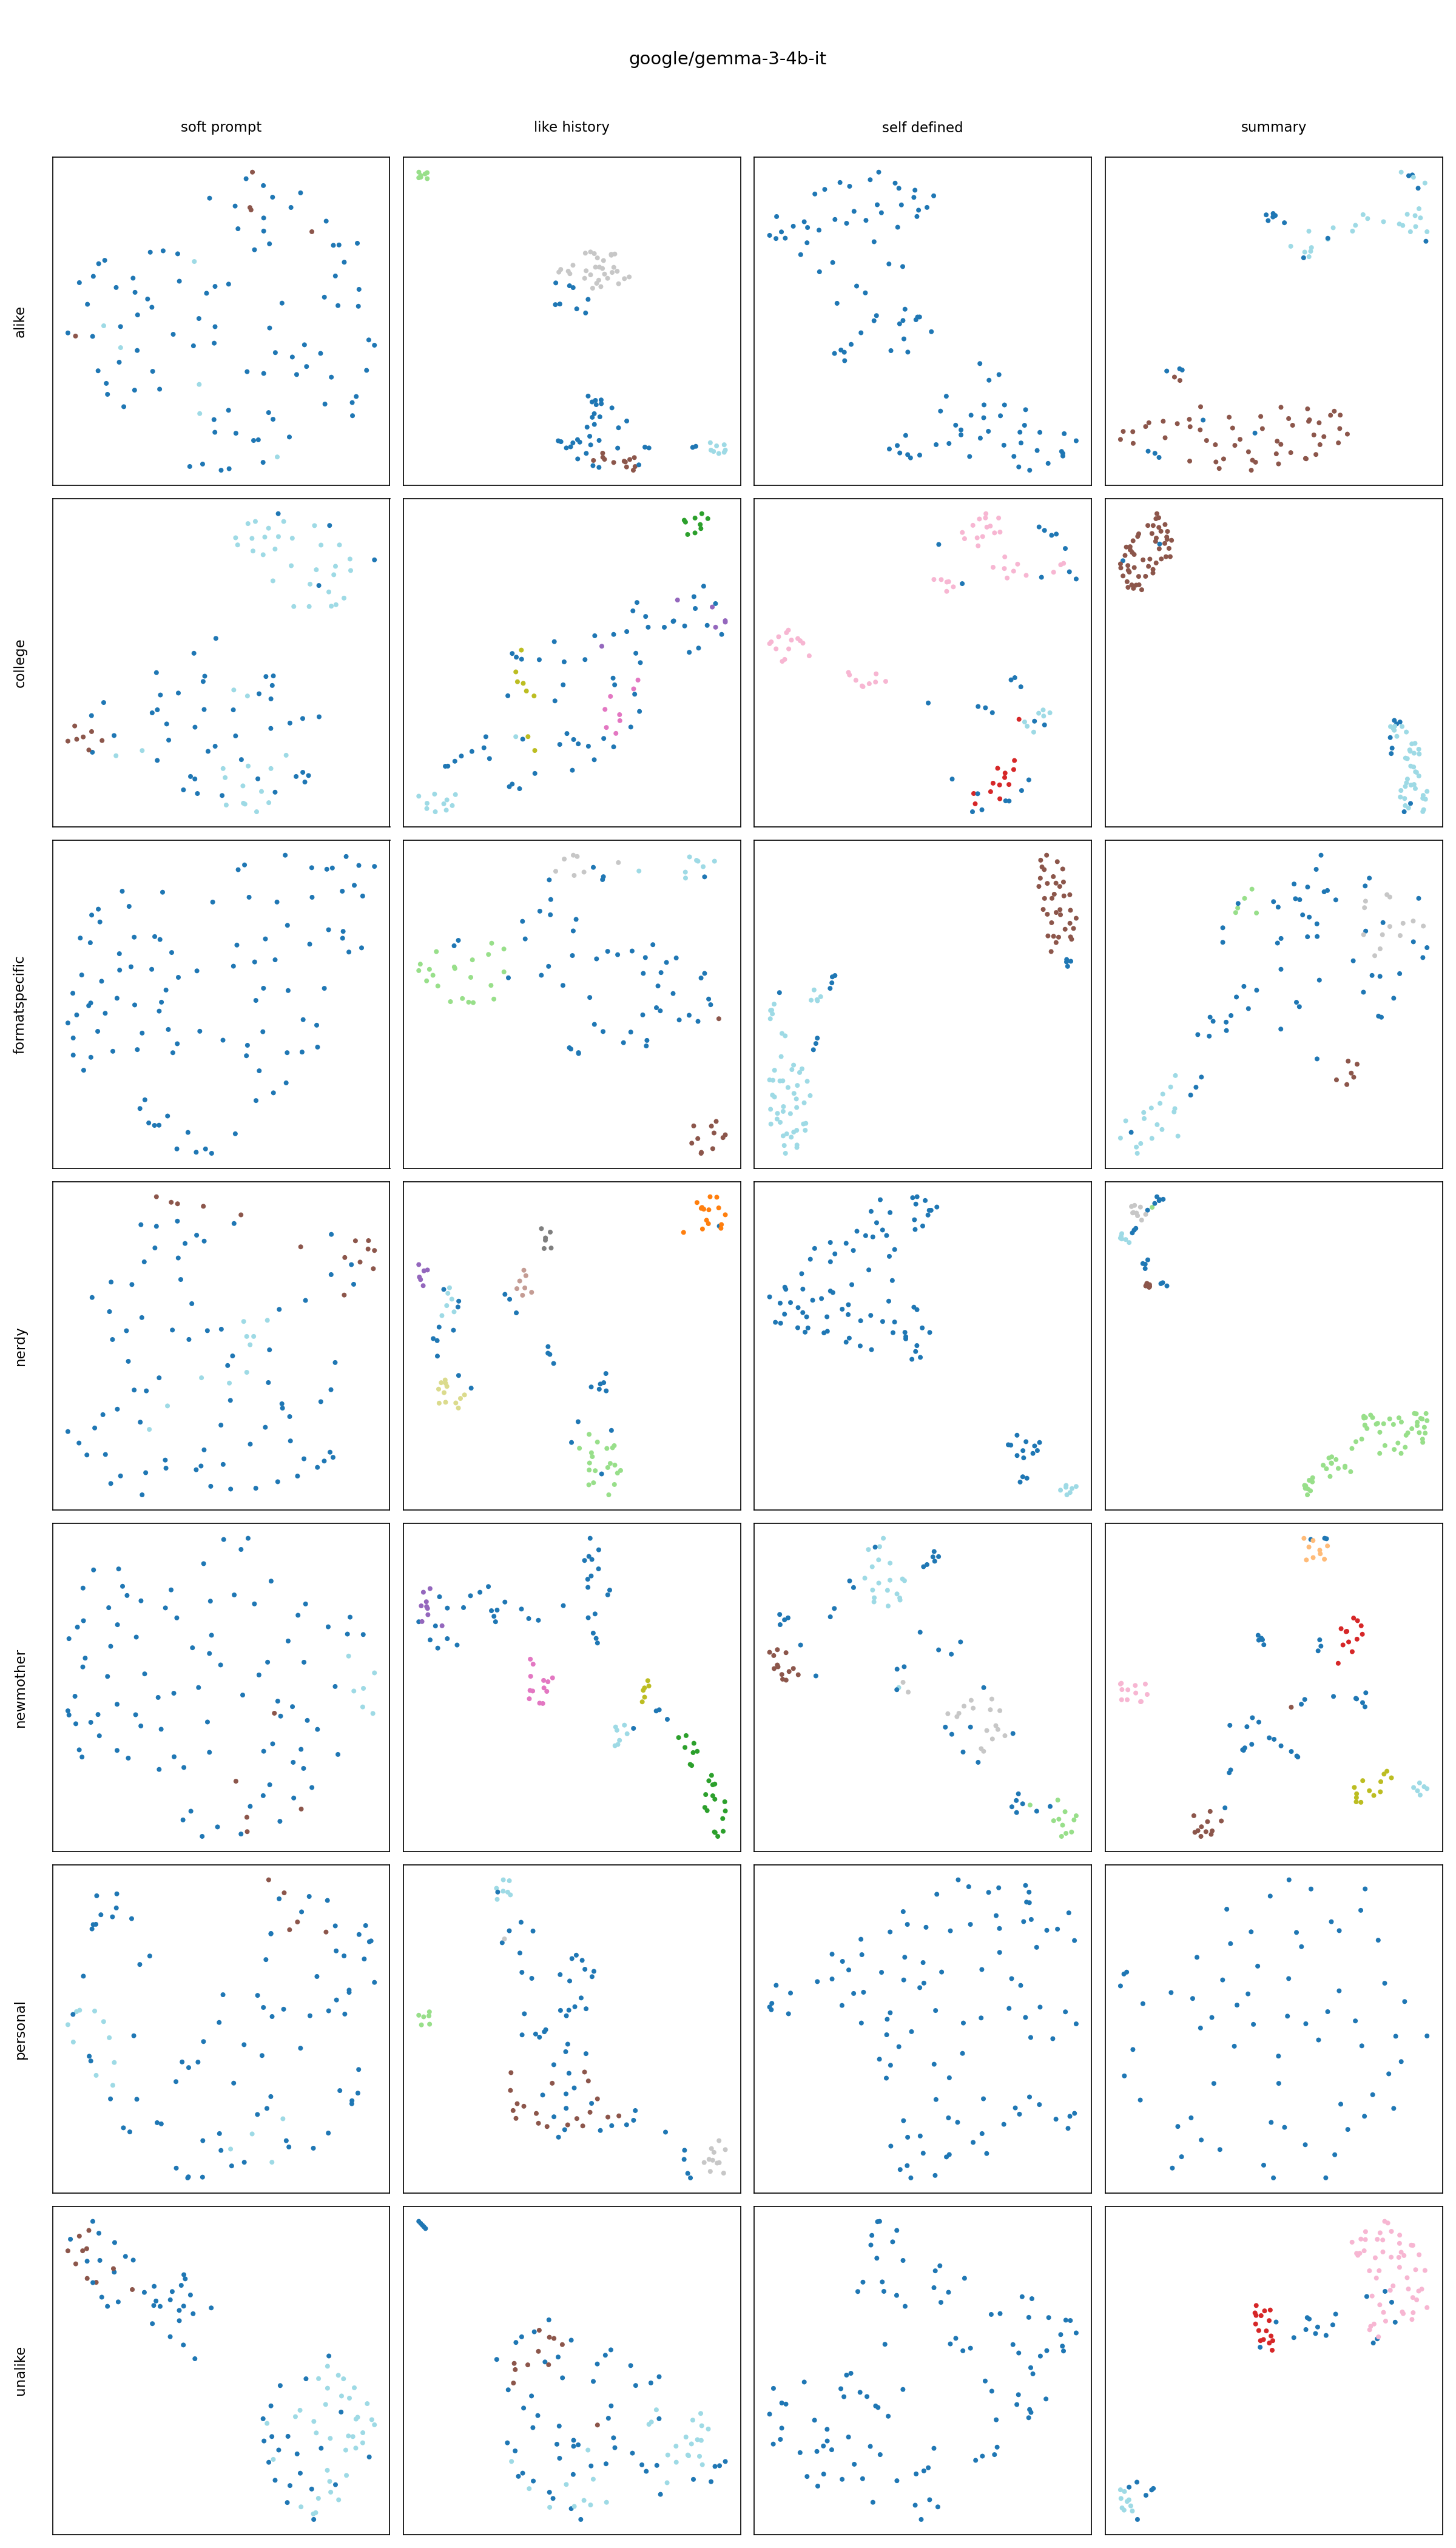 google/gemma-3-4b-it
soft prompt
like history
self defined
summary
alike
college
formatspecific
nerdy
newmother
personal
unalike